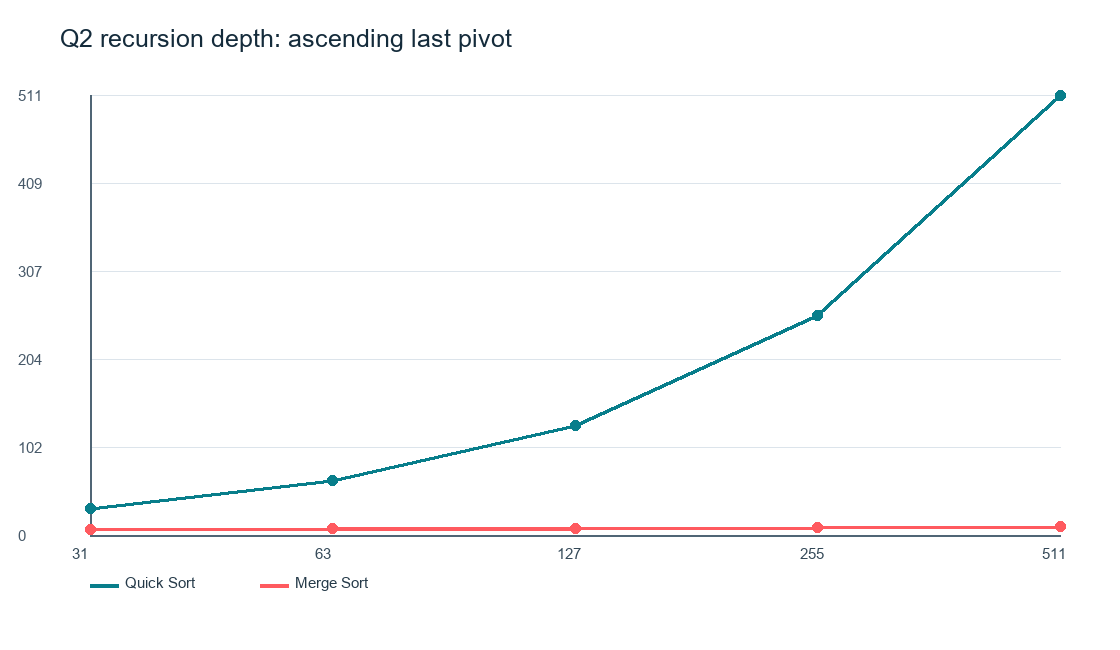 Q2 recursion depth: ascending last pivot
511
409
307
204
102
0
31 63 127 255 511
Quick Sort Merge Sort